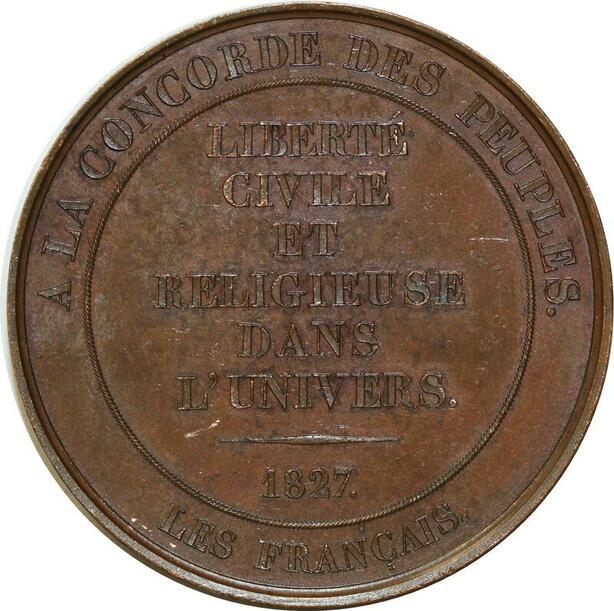 A LA CONCORDE DES PEUPLES.
LIBERTÉ
CIVILE
ET
RELIGIEUSE
DANS
L'UNIVERS.
1827.
LES FRANÇAIS.